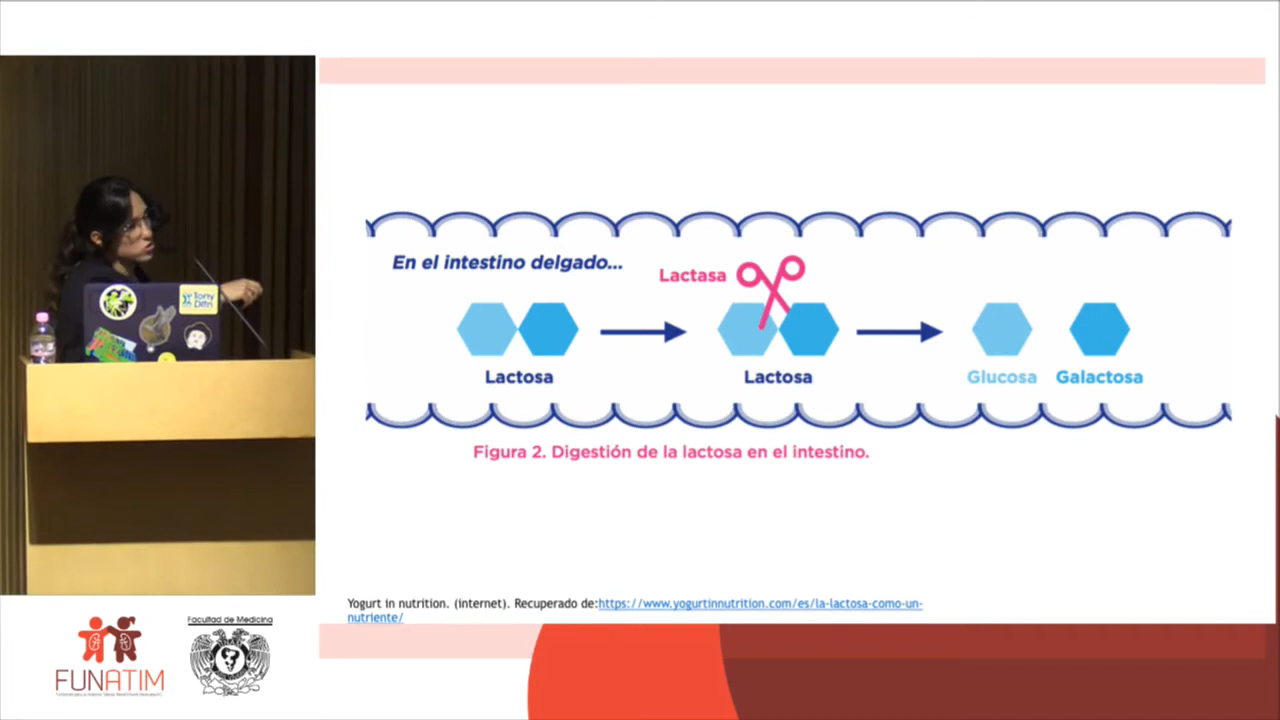 En el intestino delgado...
Lactasa
Lactosa
Lactosa
Glucosa
Galactosa
Figura 2. Digestión de la lactosa en el intestino.
Yogurt in nutrition. (internet). Recuperado de:https://www.yogurtinnutrition.com/es/la-lactosa-como-un-
nutriente/
Tony
FUNATIM
Facultad de Medicina